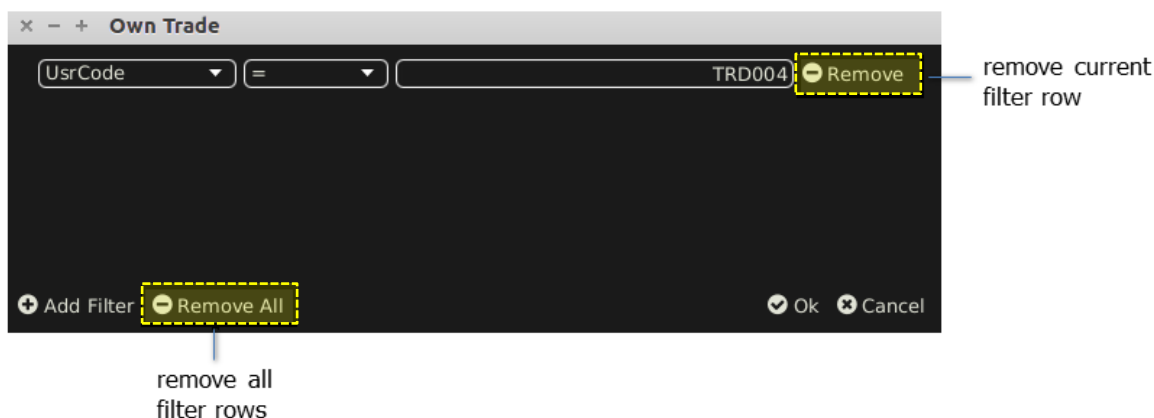 Own Trade
UsrCode = TRD004 Remove
remove current
filter row
Add Filter Remove All Ok Cancel
remove all
filter rows